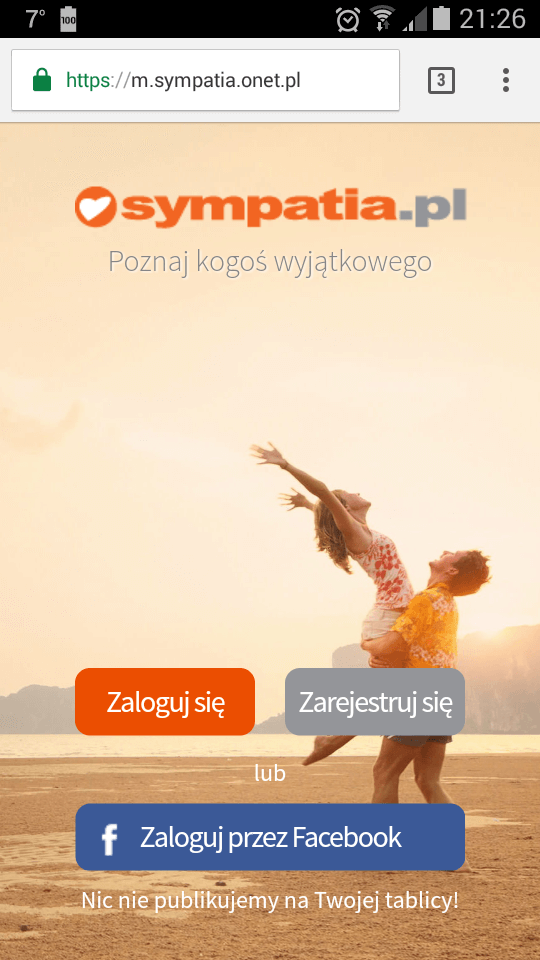 7°
100
21:26
https://m.sympatia.onet.pl
3
sympatia.pl
Poznaj kogoś wyjątkowego
Zaloguj się
Zarejestruj się
lub
f Zaloguj przez Facebook
Nic nie publikujemy na Twojej tablicy!